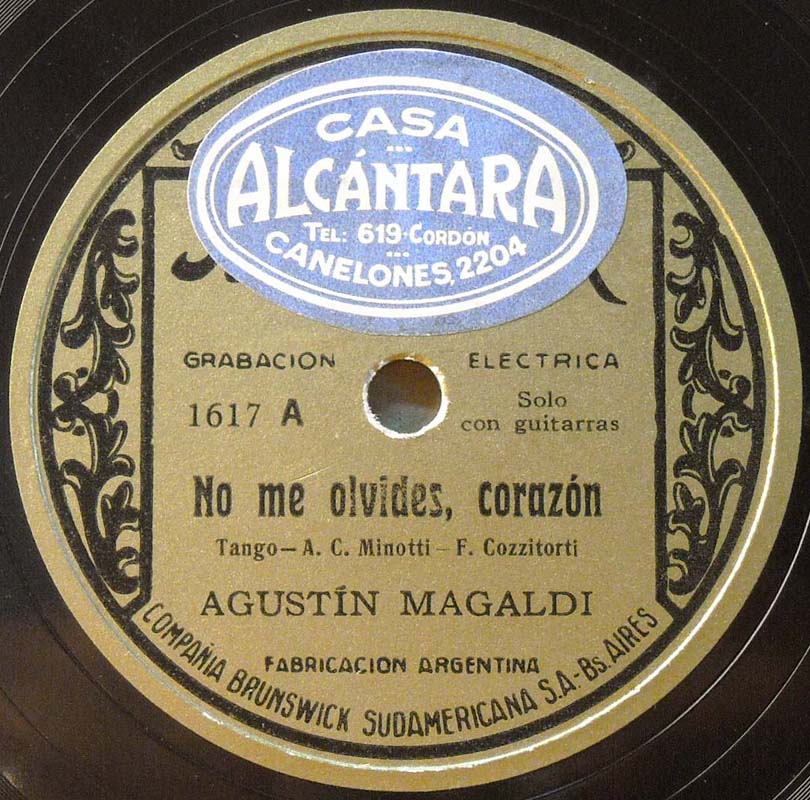 CASA
ALCÁNTARA
TEL: 619-CORDÓN
CANELONES, 2204
GRABACION ELECTRICA
1617 A
Solo
con guitarras
No me olvides, corazón
Tango — A. C. Minotti — F. Cozzitorti
AGUSTÍN MAGALDI
FABRICACION ARGENTINA
COMPAÑIA BRUNSWICK SUDAMERICANA S.A.-Bs. AIRES